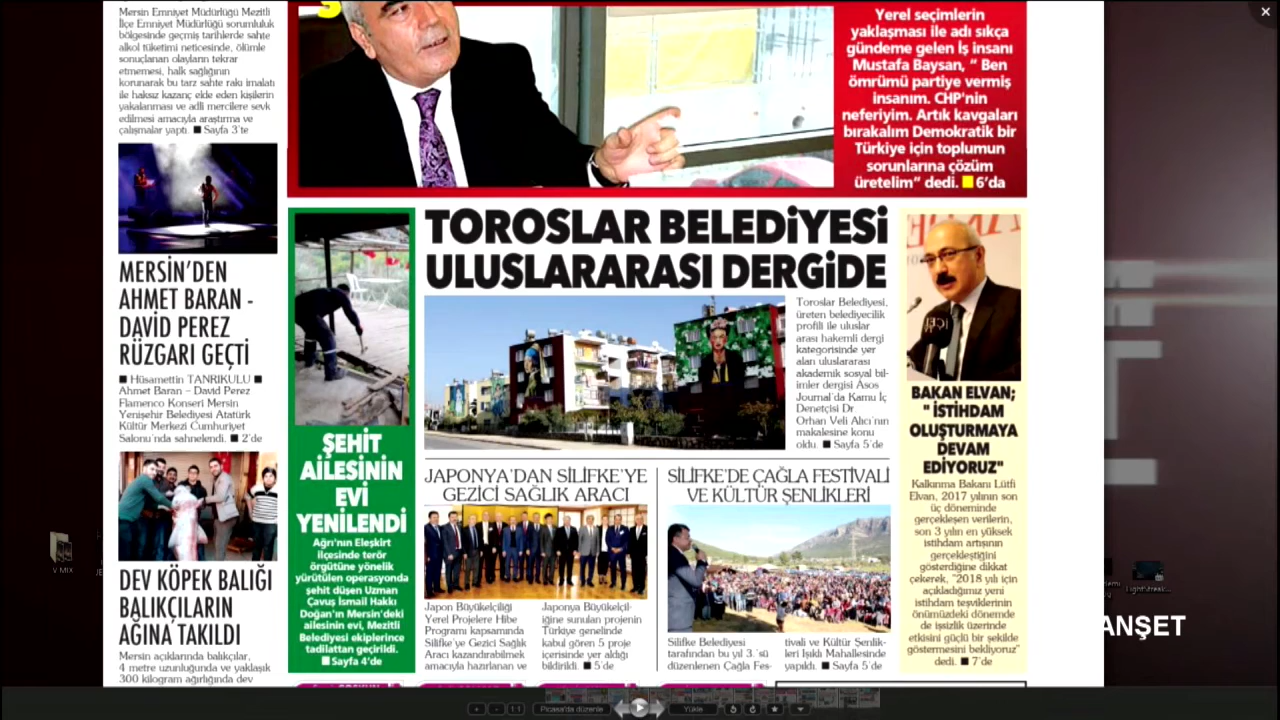 Mersin Emniyet Müdürlüğü Mezitli
İlçe Emniyet Müdürlüğü sorumluluk
bölgesinde geçmiş tarihlerde sahte
alkol tüketimi neticesinde, ölümle
sonuçlanan olayların tekrar
etmemesi, halk sağlığının
korunarak bu tarz sahte rakı imalatı
ile haksız kazanç elde eden kişilerin
yakalanması ve adli mercilere sevk
edilmesi amacıyla araştırma ve
çalışmalar yaptı. ■ Sayfa 3'te
MERSİN'DEN
AHMET BARAN -
DAVİD PEREZ
RÜZGARI GEÇTİ
■ Hüsamettin TANRIKULU ■
Ahmet Baran – David Perez
Flamenco Konseri Mersin
Yenişehir Belediyesi Atatürk
Kültür Merkezi Cumhuriyet
Salonu'nda sahnelendi. ■ 2'de
DEV KÖPEK BALIĞI
BALIKÇILARIN
AĞINA TAKILDI
Mersin açıklarında balıkçılar,
4 metre uzunluğunda ve yaklaşık
300 kilogram ağırlığında dev
Yerel seçimlerin
yaklaşması ile adı sıkça
gündeme gelen İş insanı
Mustafa Baysan, " Ben
ömrümü partiye vermiş
insanım. CHP'nin
neferiyim. Artık kavgaları
bırakalım Demokratik bir
Türkiye için toplumun
sorunlarına çözüm
üretelim" dedi. ■ 6'da
ŞEHİT
AİLESİNİN
EVİ
YENİLENDİ
Ağrı'nın Eleşkirt
ilçesinde terör
örgütüne yönelik
yürütülen operasyonda
şehit düşen Uzman
Çavuş İsmail Hakkı
Doğan'ın Mersin'deki
ailesinin evi, Mezitli
Belediyesi ekiplerince
tadilattan geçirildi.
■ Sayfa 4'de
TOROSLAR BELEDİYESİ
ULUSLARARASI DERGİDE
Toroslar Belediyesi,
üreten belediyecilik
profili ile uluslar
arası hakemli dergi
kategorisinde yer
alan uluslararası
akademik sosyal bil-
imler dergisi Asos
Journal'da Kamu İç
Denetçisi Dr.
Orhan Veli Alıcı'nın
makalesine konu
oldu. ■ Sayfa 5'de
JAPONYA'DAN SİLİFKE'YE
GEZİCİ SAĞLIK ARACI
Japon Büyükelçiliği
Yerel Projelere Hibe
Programı kapsamında
Silifke'ye Gezici Sağlık
Aracı kazandırabilmek
amacıyla hazırlanan ve
Japonya Büyükelçil-
iğine sunulan projenin
Türkiye genelinde
kabul gören 5 proje
içerisinde yer aldığı
bildirildi. ■ 5'de
SİLİFKE'DE ÇAĞLA FESTİVALİ
VE KÜLTÜR ŞENLİKLERİ
Silifke Belediyesi
tarafından bu yıl 3.'sü
düzenlenen Çağla Fes-
tivali ve Kültür Şenlik-
leri Işıklı Mahallesinde
yapıldı. ■ Sayfa 5'de
BAKAN ELVAN;
" İSTİHDAM
OLUŞTURMAYA
DEVAM
EDİYORUZ"
Kalkınma Bakanı Lütfi
Elvan, 2017 yılının son
üç döneminde
gerçekleşen verilerin,
son 3 yılın en yüksek
istihdam artışının
gerçekleştiğini
gösterdiğine dikkat
çekerek, "2018 yılı için
açıkladığımız yeni
istihdam teşviklerinin
önümüzdeki dönemde
de işsizlik üzerinde
etkisini güçlü bir şekilde
göstermesini bekliyoruz"
dedi. ■ 7'de
V MIX
LightStreak...
ANŞET
1:1
Picasa'da düzenle
Yükle